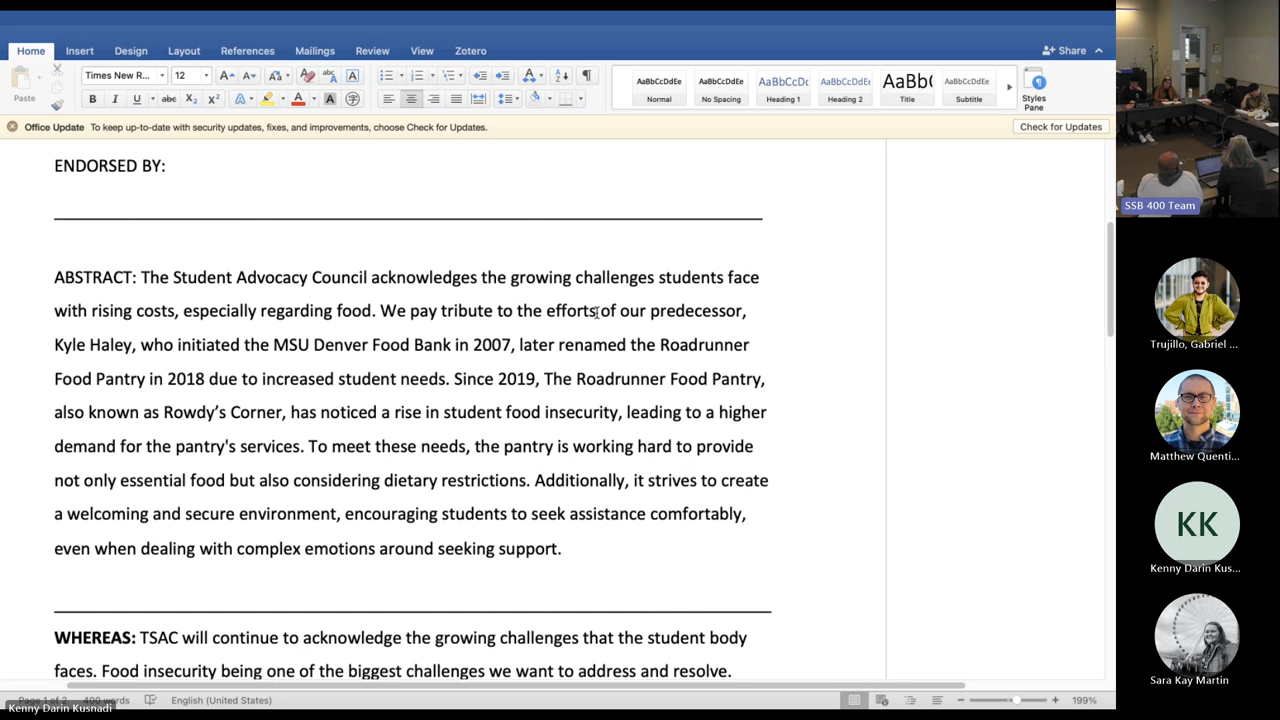 Home Insert Design Layout References Mailings Review View Zotero Share
Times New R... 12 AaBbCcDdEe AaBbCcDdEe AaBbCcDc AaBbCcDdEe AaBb( AaBbCcDdEe
Paste B I U abc X₂ X² A A A Normal No Spacing Heading 1 Heading 2 Title Subtitle Styles Pane
Office Update To keep up-to-date with security updates, fixes, and improvements, choose Check for Updates. Check for Updates
ENDORSED BY:
SSB 400 Team
ABSTRACT: The Student Advocacy Council acknowledges the growing challenges students face
with rising costs, especially regarding food. We pay tribute to the efforts of our predecessor,
Kyle Haley, who initiated the MSU Denver Food Bank in 2007, later renamed the Roadrunner
Food Pantry in 2018 due to increased student needs. Since 2019, The Roadrunner Food Pantry,
also known as Rowdy’s Corner, has noticed a rise in student food insecurity, leading to a higher
demand for the pantry's services. To meet these needs, the pantry is working hard to provide
not only essential food but also considering dietary restrictions. Additionally, it strives to create
a welcoming and secure environment, encouraging students to seek assistance comfortably,
even when dealing with complex emotions around seeking support.
WHEREAS: TSAC will continue to acknowledge the growing challenges that the student body
faces. Food insecurity being one of the biggest challenges we want to address and resolve.
Trujillo, Gabriel ...
Matthew Quenti...
KK
Kenny Darin Kus...
Sara Kay Martin
Page 1 of 2 400 words English (United States) 199%
Kenny Darin Kusnadi